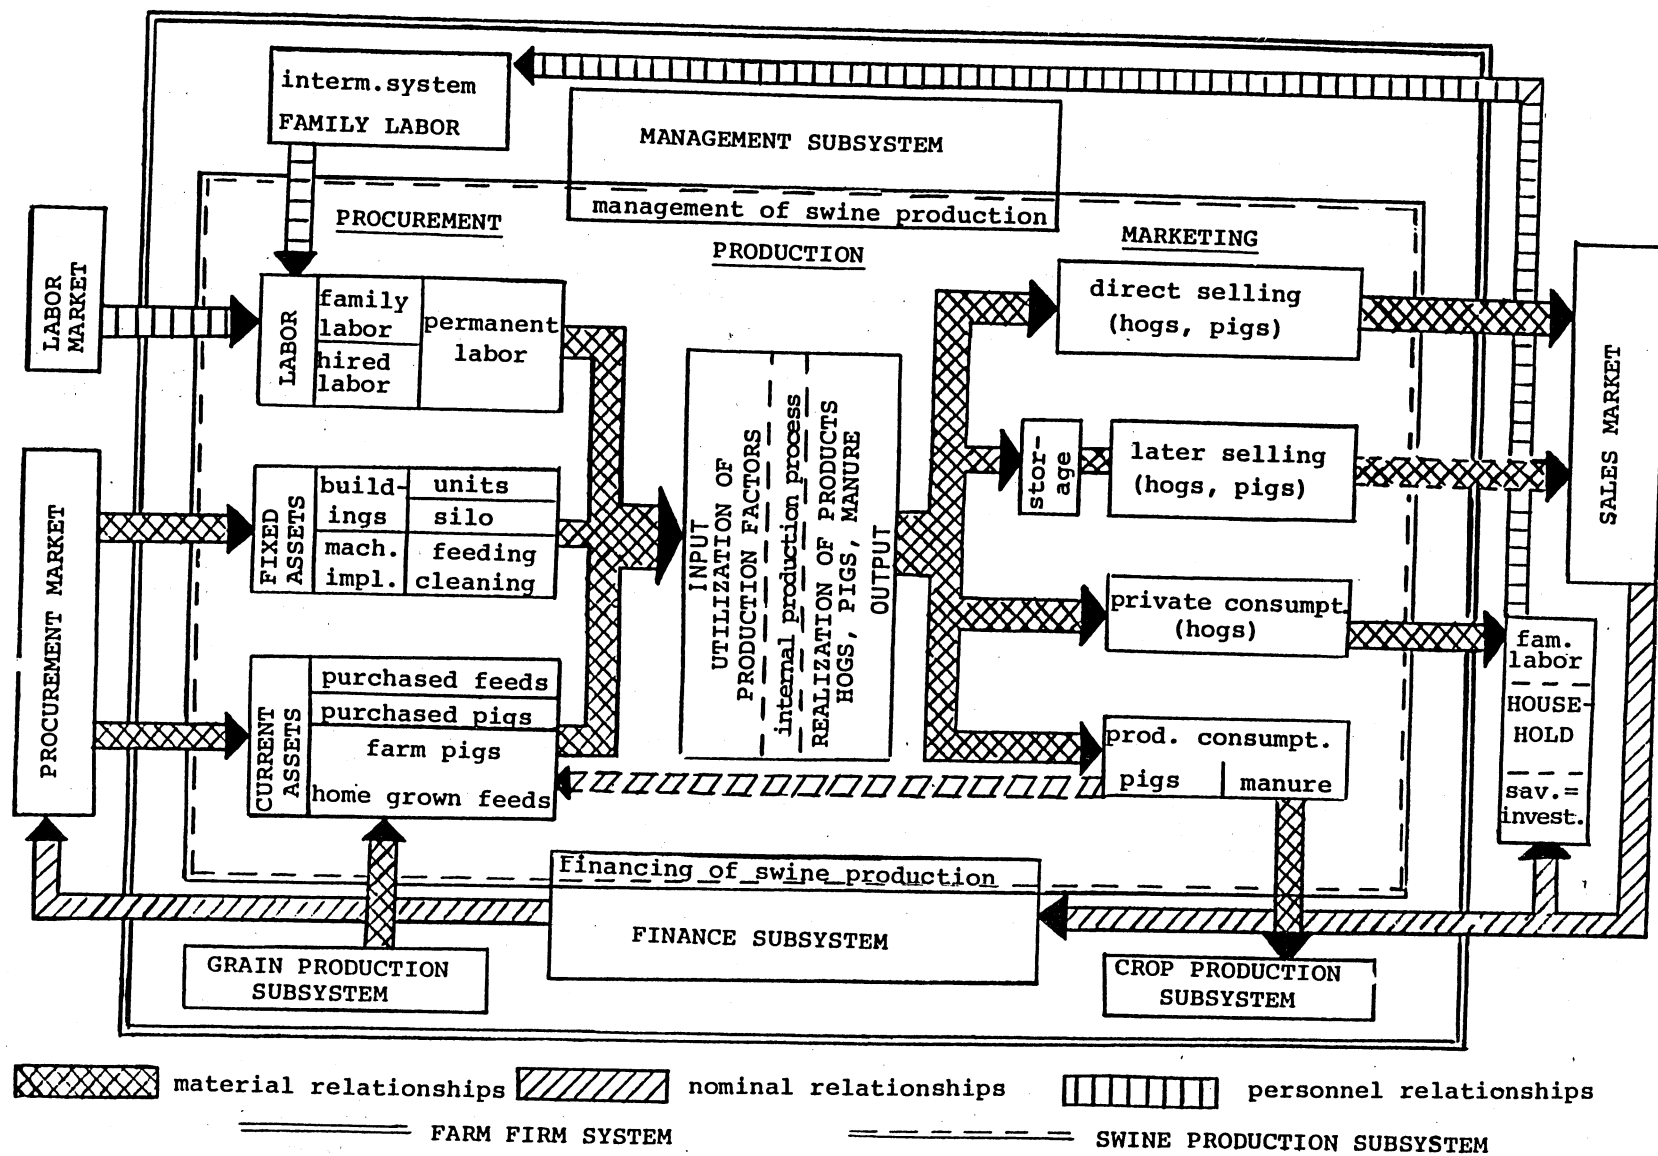 interm.system
FAMILY LABOR
MANAGEMENT SUBSYSTEM
management of swine production
PROCUREMENT
PRODUCTION
MARKETING
LABOR
MARKET
LABOR
family
labor
hired
labor
permanent
labor
direct selling
(hogs, pigs)
SALES MARKET
PROCUREMENT MARKET
FIXED
ASSETS
build-
ings
mach.
impl.
units
silo
feeding
cleaning
INPUT
UTILIZATION OF
PRODUCTION FACTORS
internal production process
REALIZATION OF PRODUCTS
HOGS, PIGS, MANURE
OUTPUT
stor-
age
later selling
(hogs, pigs)
private consumpt.
(hogs)
fam.
labor
HOUSE-
HOLD
sav.=
invest.
CURRENT
ASSETS
purchased feeds
purchased pigs
farm pigs
home grown feeds
prod. consumpt.
pigs
manure
Financing of swine production
FINANCE SUBSYSTEM
GRAIN PRODUCTION
SUBSYSTEM
CROP PRODUCTION
SUBSYSTEM
material relationships
nominal relationships
personnel relationships
FARM FIRM SYSTEM
SWINE PRODUCTION SUBSYSTEM